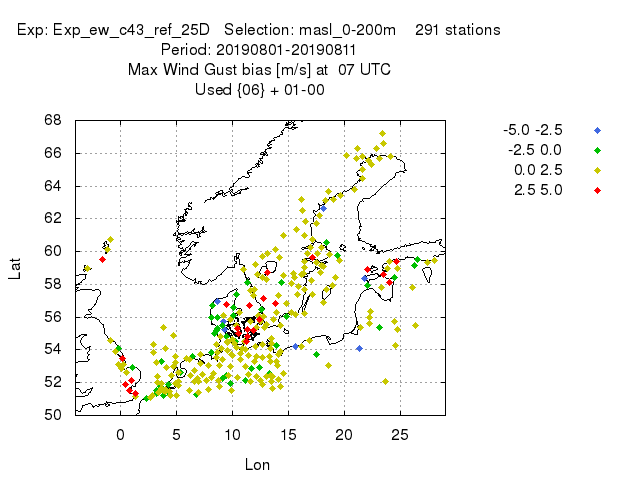 Exp: Exp_ew_c43_ref_25D Selection: masl_0-200m 291 stations
Period: 20190801-20190811
Max Wind Gust bias [m/s] at 07 UTC
Used {06} + 01-00
68
66
64
62
60
58
56
54
52
50
Lat
0 5 10 15 20 25
Lon
-5.0 -2.5
-2.5 0.0
0.0 2.5
2.5 5.0